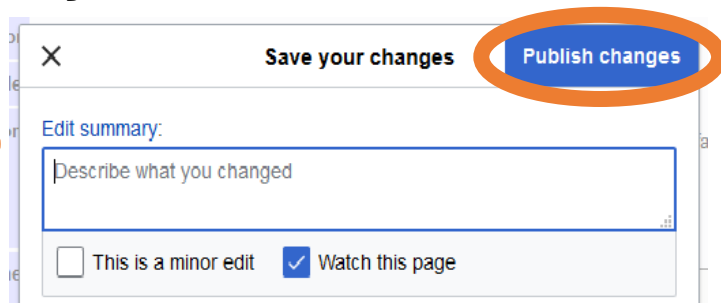 Save your changes
Publish changes
Edit summary:
Describe what you changed
This is a minor edit
Watch this page